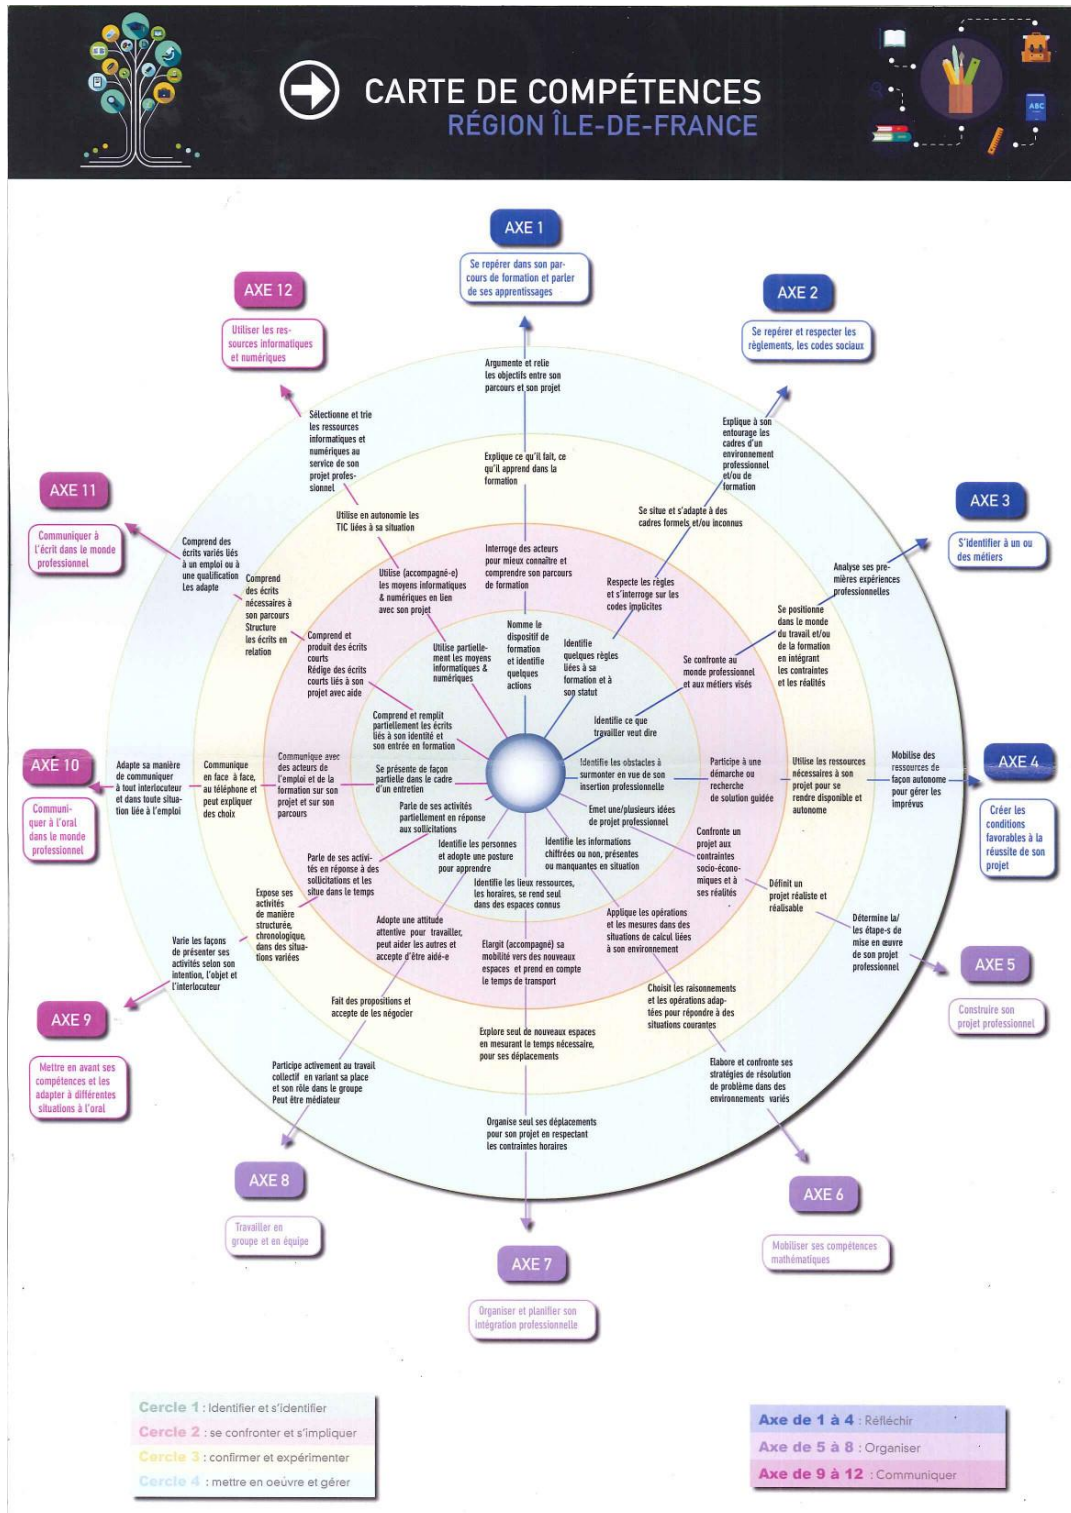 CARTE DE COMPÉTENCES
RÉGION ÎLE-DE-FRANCE
ABC
AXE 1
Se repérer dans son par-
cours de formation et parler
de ses apprentissages
Argumente et relie
les objectifs entre son
parcours et son projet
Explique ce qu'il fait, ce
qu'il apprend dans la
formation
Interroge des acteurs
pour mieux connaître et
comprendre son parcours
de formation
Nomme le
dispositif de
formation
et identifie
quelques
actions
AXE 2
Se repérer et respecter les
règlements, les codes sociaux
Explique à son
entourage les
cadres d'un
environnement
professionnel
et/ou de
formation
Se situe et s'adapte à des
cadres formels et/ou inconnus
Respecte les règles
et s'interroge sur les
codes implicites
Identifie
quelques règles
liées à sa
formation et à
son statut
AXE 3
S'identifier à un ou
des métiers
Analyse ses pre-
mières expériences
professionnelles
Se positionne
dans le monde
du travail et/ou
de la formation
en intégrant
les contraintes
et les réalités
Se confronte au
monde professionnel
et aux métiers visés
Identifie ce que
travailler veut dire
AXE 4
Créer les
conditions
favorables à la
réussite de son
projet
Mobilise des
ressources de
façon autonome
pour gérer les
imprévus
Utilise les ressources
nécessaires à son
projet pour se
rendre disponible et
autonome
Participe à une
démarche ou
recherche
de solution guidée
Identifie les obstacles à
surmonter en vue de son
insertion professionnelle
AXE 5
Construire son
projet professionnel
Détermine la/
les étape-s de
mise en œuvre
de son projet
professionnel
Définit un
projet réaliste et
réalisable
Confronte un
projet aux
contraintes
socio-écono-
miques et à
ses réalités
Emet une/plusieurs idées
de projet professionnel
AXE 6
Mobiliser ses compétences
mathématiques
Elabore et confronte ses
stratégies de résolution
de problème dans des
environnements variés
Choisit les raisonnements
et les opérations adap-
tées pour répondre à des
situations courantes
Applique les opérations
et les mesures dans des
situations de calcul liées
à son environnement
Identifie les informations
chiffrées ou non, présentes
ou manquantes en situation
AXE 7
Organiser et planifier son
intégration professionnelle
Organise seul ses déplacements
pour son projet en respectant
les contraintes horaires
Explore seul de nouveaux espaces
en mesurant le temps nécessaire,
pour ses déplacements
Elargit (accompagné) sa
mobilité vers des nouveaux
espaces et prend en compte
le temps de transport
Identifie les lieux ressources,
les horaires, se rend seul
dans des espaces connus
AXE 8
Travailler en
groupe et en équipe
Participe activement au travail
collectif en variant sa place
et son rôle dans le groupe
Peut être médiateur
Fait des propositions et
accepte de les négocier
Adopte une attitude
attentive pour travailler,
peut aider les autres et
accepte d'être aidé-e
Identifie les personnes
et adopte une posture
pour apprendre
AXE 9
Mettre en avant ses
compétences et les
adapter à différentes
situations à l'oral
Varie les façons
de présenter ses
activités selon son
intention, l'objet et
l'interlocuteur
Expose ses
activités
de manière
structurée,
chronologique,
dans des situa-
tions variées
Parle de ses activi-
tés en réponse à des
sollicitations et les
situe dans le temps
Parle de ses activités
partiellement en réponse
aux sollicitations
AXE 10
Communi-
quer à l'oral
dans le monde
professionnel
Adapte sa manière
de communiquer
à tout interlocuteur
et dans toute situa-
tion liée à l'emploi
Communique
en face à face,
au téléphone et
peut expliquer
des choix
Communique avec
des acteurs de
l'emploi et de la
formation sur son
projet et sur son
parcours
Se présente de façon
partielle dans le cadre
d'un entretien
AXE 11
Communiquer à
l'écrit dans le monde
professionnel
Comprend des
écrits variés liés
à un emploi ou à
une qualification
Les adapte
Comprend
des écrits
nécessaires à
son parcours
Structure
les écrits en
relation
Comprend et
produit des écrits
courts
Rédige des écrits
courts liés à son
projet avec aide
Comprend et remplit
partiellement les écrits
liés à son identité et
son entrée en formation
AXE 12
Utiliser les res-
sources informatiques
et numériques
Sélectionne et trie
les ressources
informatiques et
numériques au
service de son
projet profes-
sionnel
Utilise en autonomie les
TIC liées à sa situation
Utilise (accompagné-e)
les moyens informatiques
& numériques en lien
avec son projet
Utilise partielle-
ment les moyens
informatiques &
numériques
Cercle 1 : Identifier et s'identifier
Cercle 2 : se confronter et s'impliquer
Cercle 3 : confirmer et expérimenter
Cercle 4 : mettre en oeuvre et gérer
Axe de 1 à 4 : Réfléchir
Axe de 5 à 8 : Organiser
Axe de 9 à 12 : Communiquer